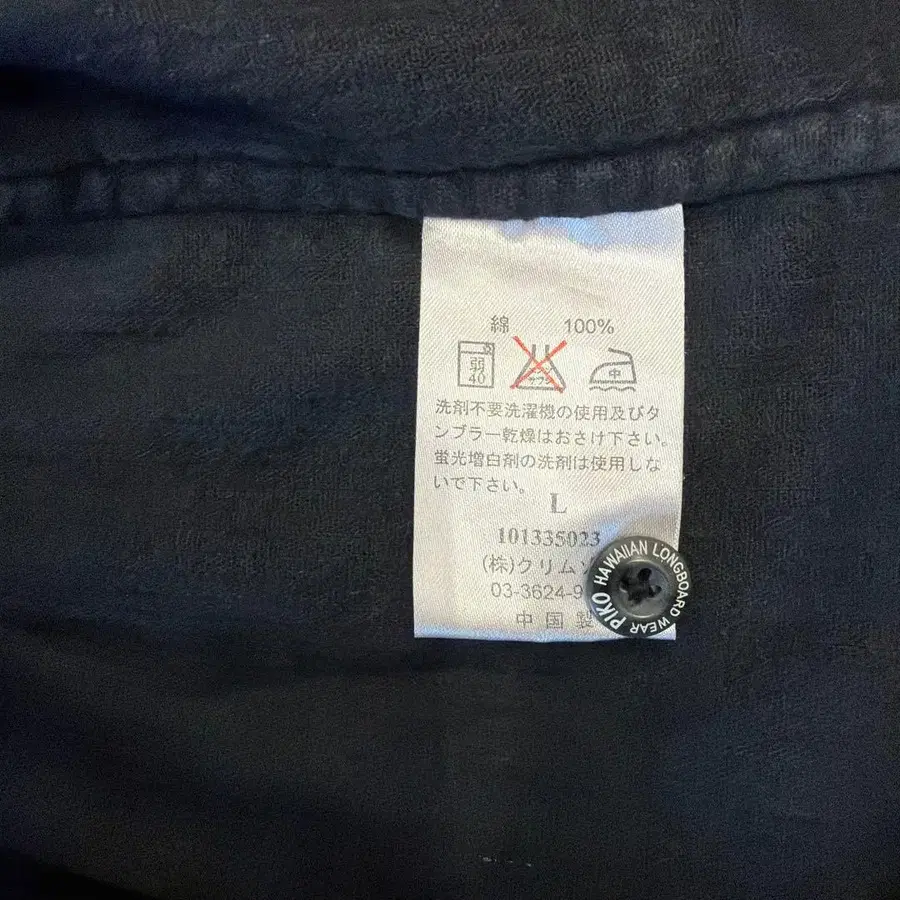 綿 100%
弱
40
中
洗剤不要洗濯機の使用及びタ
ンブラー乾燥はおさけ下さい。
蛍光増白剤の洗剤は使用しな
いで下さい。
L
101335023
(株)クリムゾ
03-3624-9
中国製
PIKO HAWAIIAN LONGBOARD WEAR